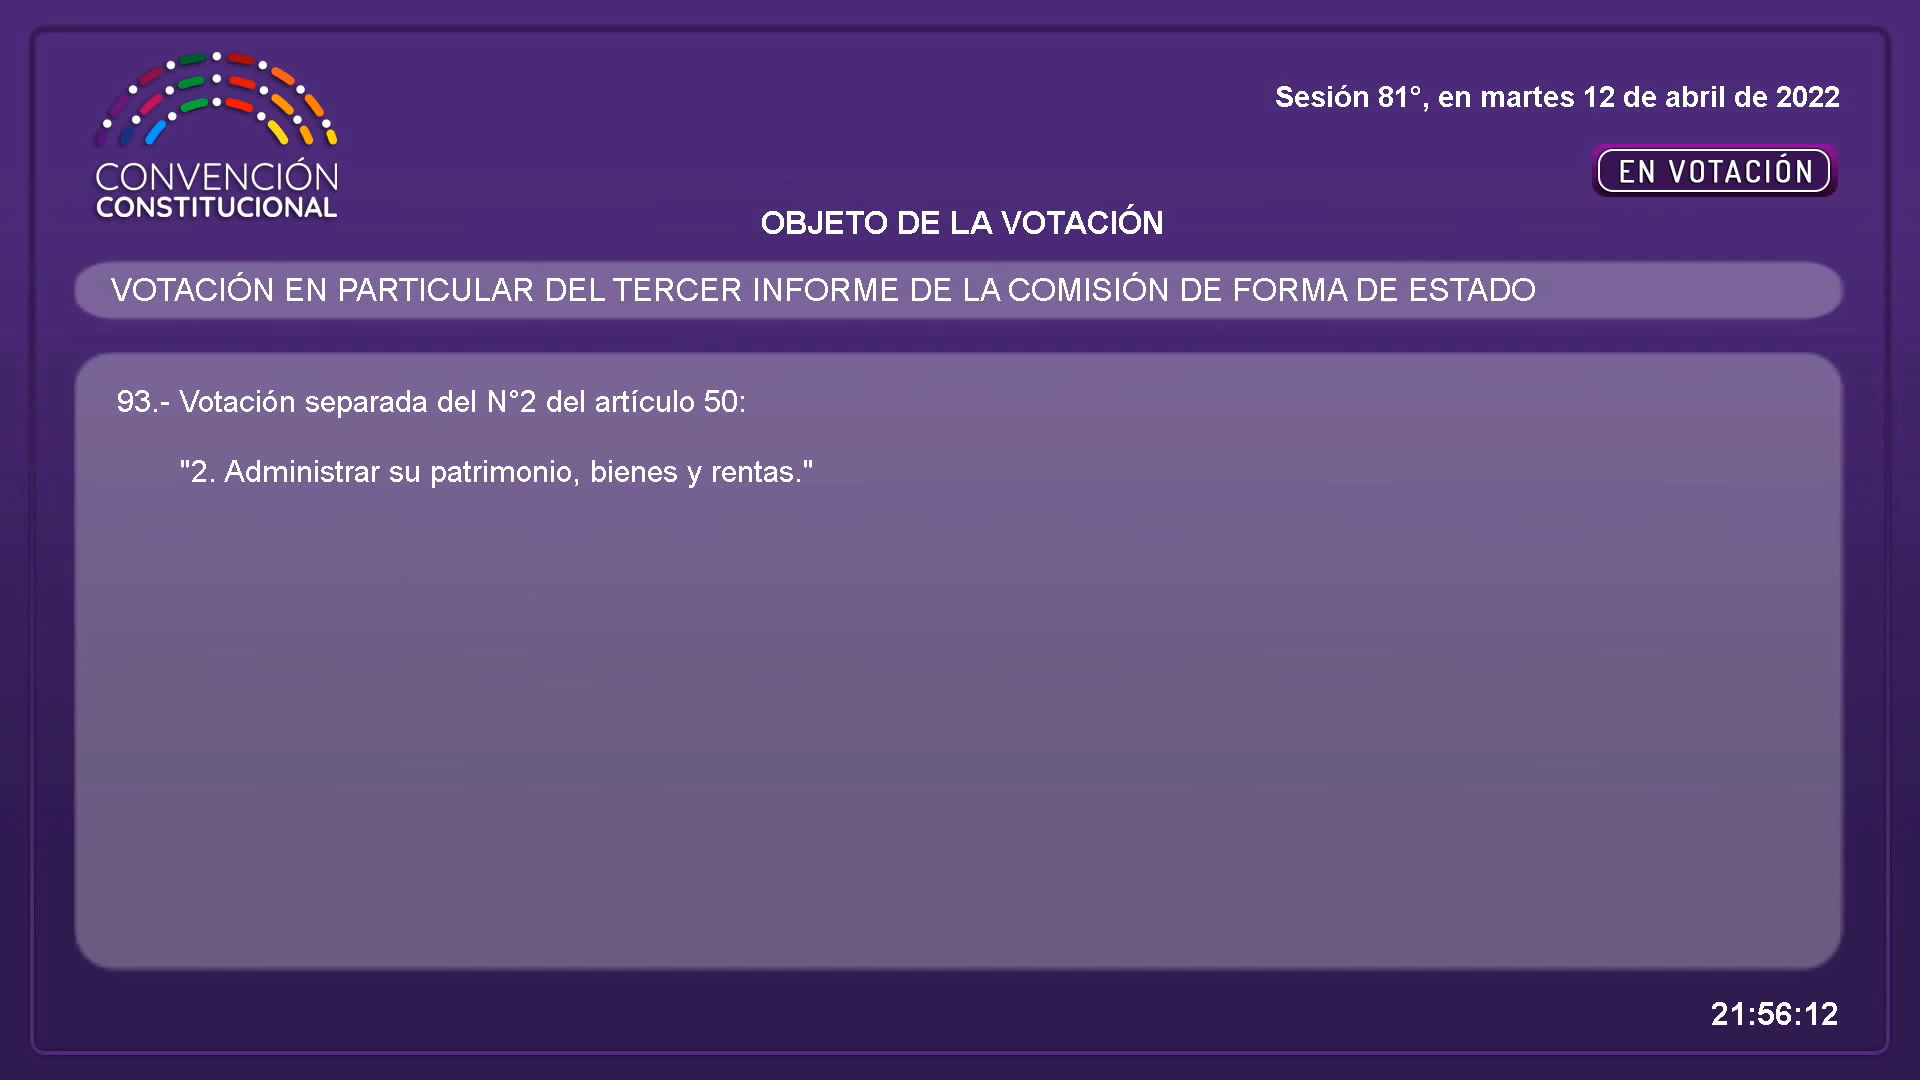 CONVENCIÓN
CONSTITUCIONAL
Sesión 81°, en martes 12 de abril de 2022
EN VOTACIÓN
OBJETO DE LA VOTACIÓN
VOTACIÓN EN PARTICULAR DEL TERCER INFORME DE LA COMISIÓN DE FORMA DE ESTADO
93.- Votación separada del N°2 del artículo 50:
"2. Administrar su patrimonio, bienes y rentas."
21:56:12